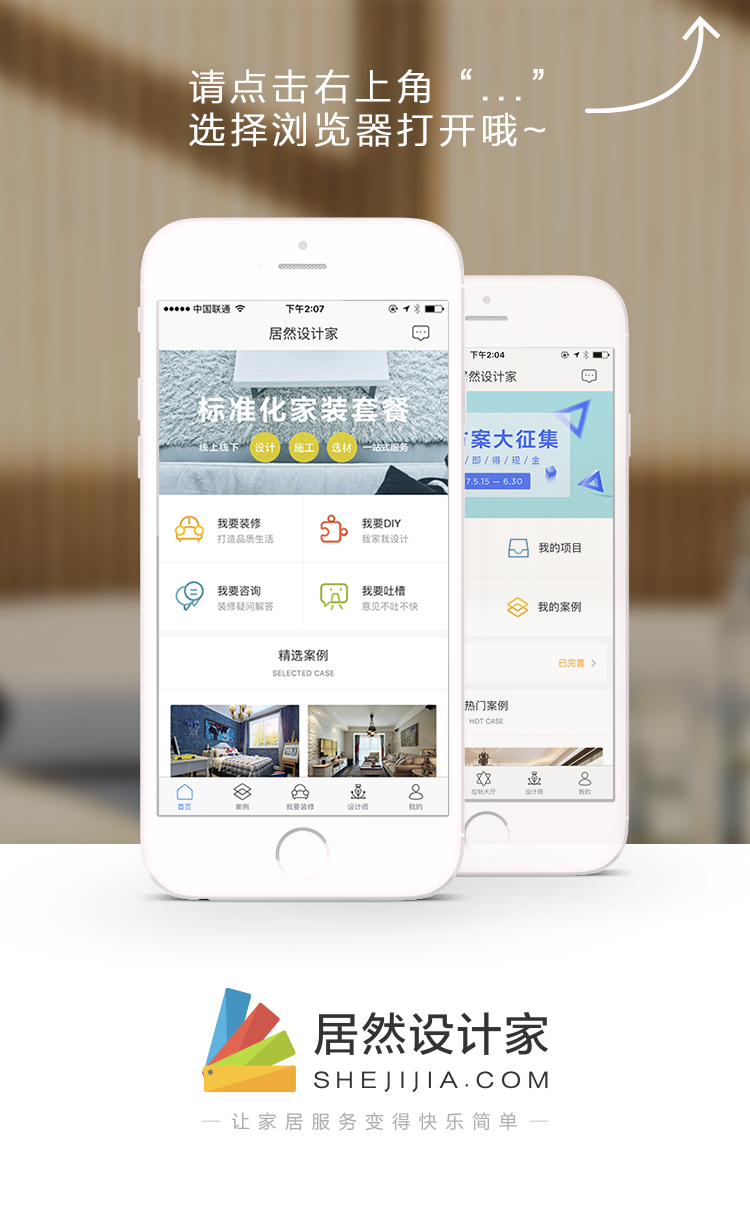 请点击右上角“...”
选择浏览器打开哦~
中国联通
下午2:07
居然设计家
标准化家装套餐
线上线下 设计 施工 选材 一站式服务
我要装修
打造品质生活
我要DIY
我家我设计
我要咨询
装修疑问解答
我要吐槽
意见不吐不快
精选案例
SELECTED CASE
首页
案例
我要装修
设计师
我的
下午2:04
然设计家
案大征集
即得现金
7.5.15 — 6.30
我的项目
我的案例
已完善
热门案例
HOT CASE
应标大厅
设计师
我的
居然设计家
SHEJIJIA.COM
— 让家居服务变得快乐简单 —